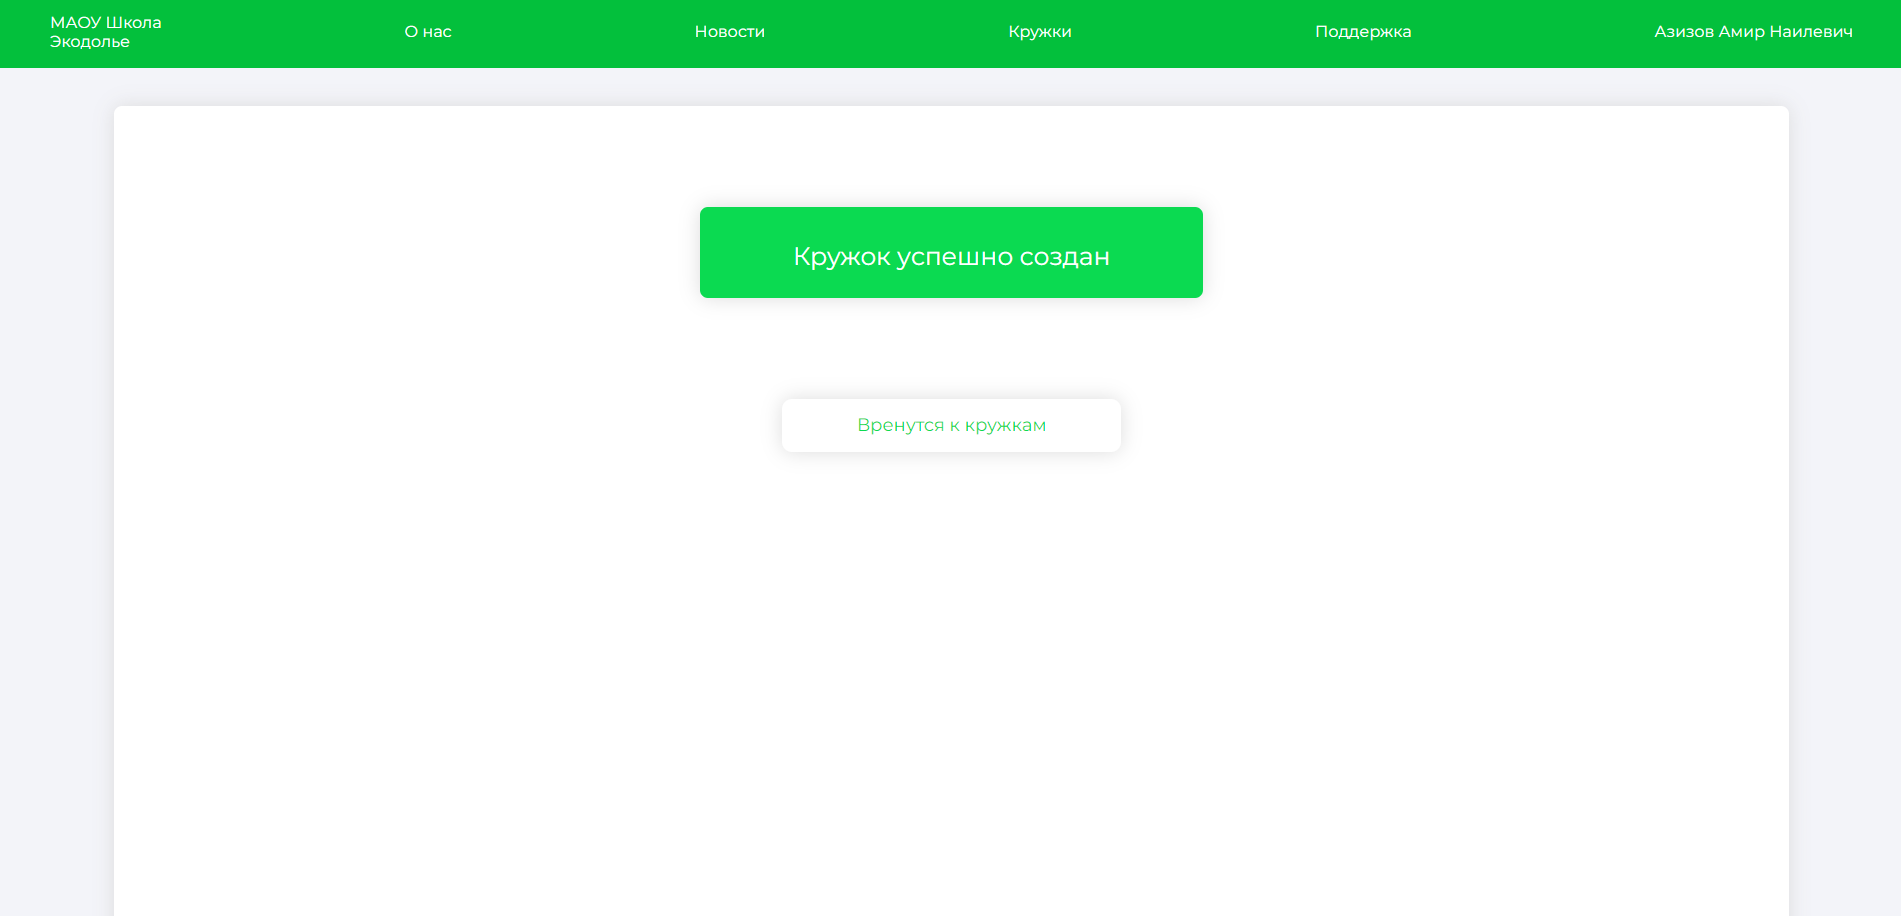 МАОУ Школа
Экодолье
О нас
Новости
Кружки
Поддержка
Азизов Амир Наилевич
Кружок успешно создан
Вренутся к кружкам